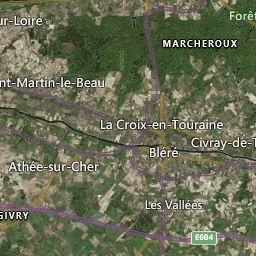 ur-Loire
Forêt
MARCHEROUX
nt-Martin-le-Beau
La Croix-en-Touraine
Civray-de-T
Bléré
Athée-sur-Cher
Les Vallées
GIVRY
E604